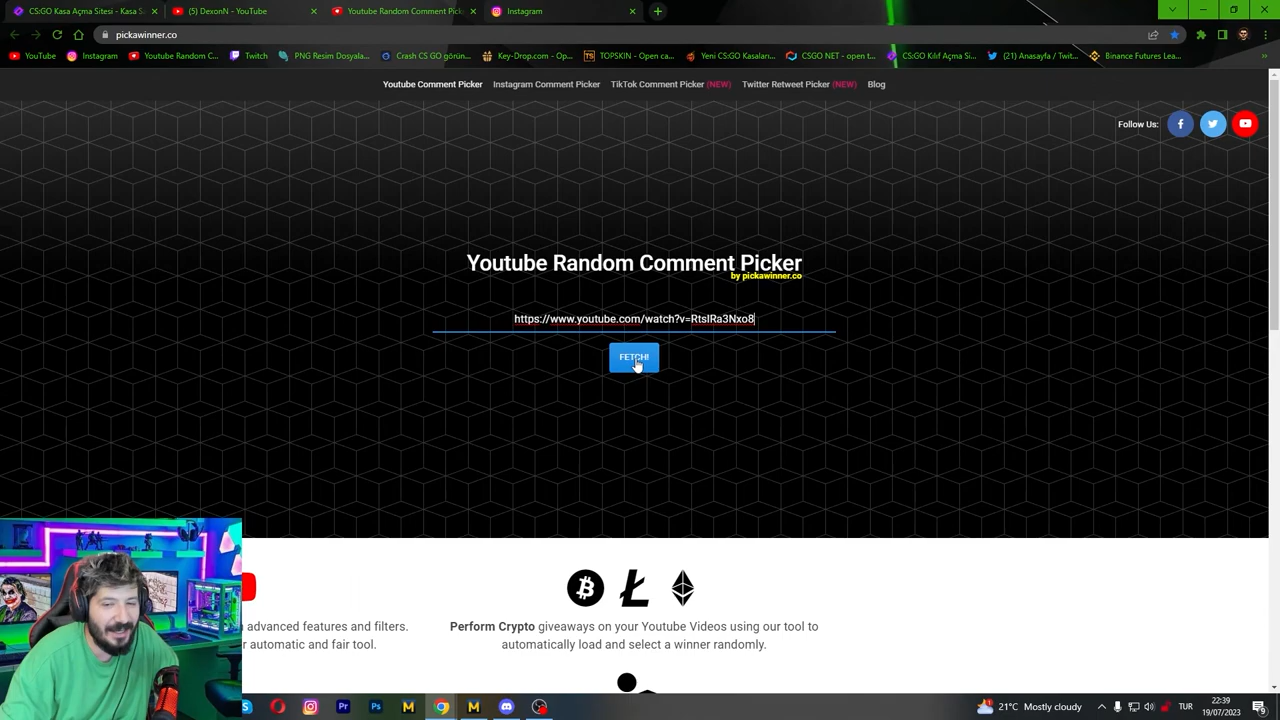 CS:GO Kasa Açma Sitesi - Kasa S
(5) DexonN - YouTube
Youtube Random Comment Pick
Instagram
pickawinner.co
YouTube
Instagram
Youtube Random C...
Twitch
PNG Resim Dosyala...
Crash CS GO görün...
Key-Drop.com - Op...
TOPSKIN - Open ca...
Yeni CS:GO Kasaları...
CSGO NET - open t...
CS:GO Kılıf Açma Si...
(21) Anasayfa / Twit...
Binance Futures Lea...
Youtube Comment Picker
Instagram Comment Picker
TikTok Comment Picker (NEW)
Twitter Retweet Picker (NEW)
Blog
Follow Us:
Youtube Random Comment Picker
by pickawinner.co
https://www.youtube.com/watch?v=RtsIRa3Nxo8
FETCH!
advanced features and filters.
r automatic and fair tool.
Perform Crypto giveaways on your Youtube Videos using our tool to
automatically load and select a winner randomly.
21°C Mostly cloudy
TUR
22:39
19/07/2023